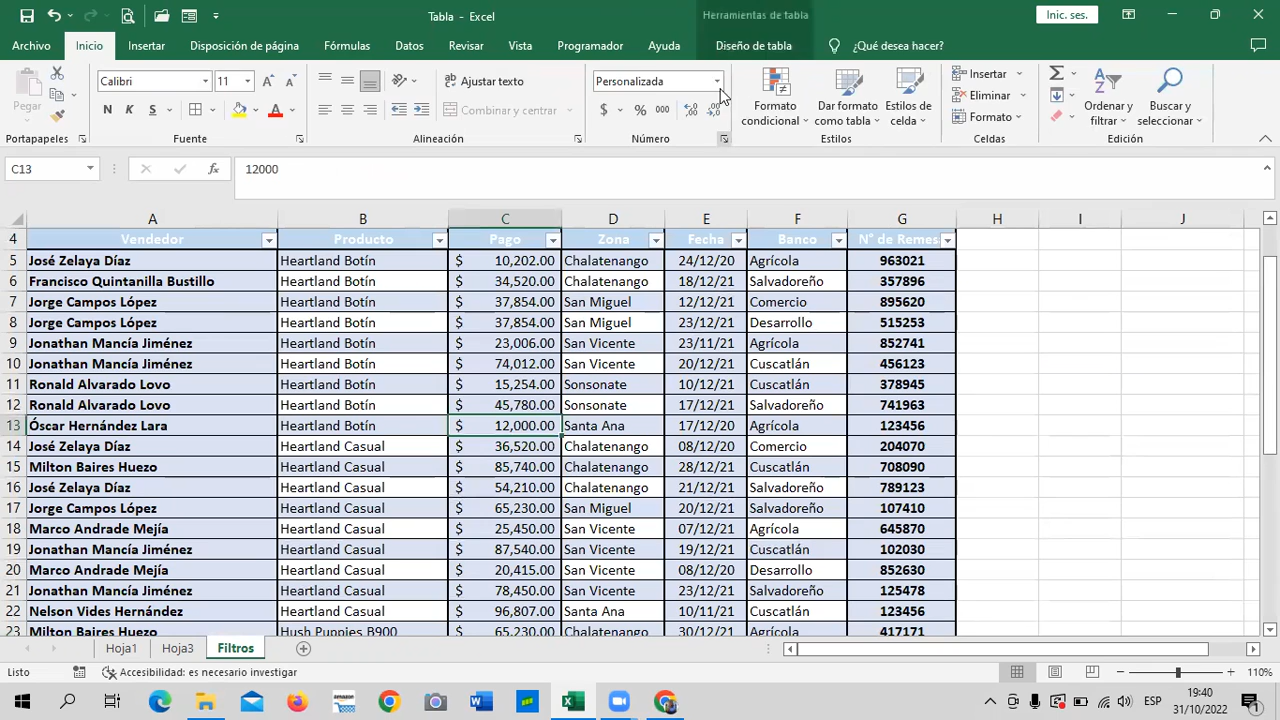 Tabla - Excel
Herramientas de tabla
Inic. ses.
Archivo Inicio Insertar Disposición de página Fórmulas Datos Revisar Vista Programador Ayuda Diseño de tabla ¿Qué desea hacer?
Pegar
Calibri 11
Ajustar texto
Personalizada
N K S
Combinar y centrar
$ % 000
Formato condicional
Dar formato como tabla
Estilos de celda
Insertar
Eliminar
Formato
Ordenar y filtrar
Buscar y seleccionar
Fuente Alineación Número Estilos Celdas Edición
C13 fx 12000
A B C D E F G H I J
4 Vendedor Producto Pago Zona Fecha Banco N° de Remes
5 José Zelaya Díaz Heartland Botín $ 10,202.00 Chalatenango 24/12/20 Agrícola 963021
6 Francisco Quintanilla Bustillo Heartland Botín $ 34,520.00 Chalatenango 18/12/21 Salvadoreño 357896
7 Jorge Campos López Heartland Botín $ 37,854.00 San Miguel 12/12/21 Comercio 895620
8 Jorge Campos López Heartland Botín $ 37,854.00 San Miguel 23/12/21 Desarrollo 515253
9 Jonathan Mancía Jiménez Heartland Botín $ 23,006.00 San Vicente 23/11/21 Agrícola 852741
10 Jonathan Mancía Jiménez Heartland Botín $ 74,012.00 San Vicente 20/12/21 Cuscatlán 456123
11 Ronald Alvarado Lovo Heartland Botín $ 15,254.00 Sonsonate 10/12/21 Cuscatlán 378945
12 Ronald Alvarado Lovo Heartland Botín $ 45,780.00 Sonsonate 17/12/21 Salvadoreño 741963
13 Óscar Hernández Lara Heartland Botín $ 12,000.00 Santa Ana 17/12/20 Agrícola 123456
14 José Zelaya Díaz Heartland Casual $ 36,520.00 Chalatenango 08/12/20 Comercio 204070
15 Milton Baires Huezo Heartland Casual $ 85,740.00 Chalatenango 28/12/21 Cuscatlán 708090
16 José Zelaya Díaz Heartland Casual $ 54,210.00 Chalatenango 21/12/21 Salvadoreño 789123
17 Jorge Campos López Heartland Casual $ 65,230.00 San Miguel 20/12/21 Salvadoreño 107410
18 Marco Andrade Mejía Heartland Casual $ 25,450.00 San Vicente 07/12/21 Agrícola 645870
19 Jonathan Mancía Jiménez Heartland Casual $ 87,540.00 San Vicente 19/12/21 Cuscatlán 102030
20 Marco Andrade Mejía Heartland Casual $ 20,415.00 San Vicente 08/12/20 Desarrollo 852630
21 Jonathan Mancía Jiménez Heartland Casual $ 78,450.00 San Vicente 23/12/21 Salvadoreño 125478
22 Nelson Vides Hernández Heartland Casual $ 96,807.00 Santa Ana 10/11/21 Cuscatlán 123456
23 Milton Baires Huezo Hush Puppies B900 $ 65,230.00 Chalatenango 30/12/21 Agrícola 417171
Hoja1 Hoja3 Filtros
Listo Accesibilidad: es necesario investigar 110%
ESP 19:40
31/10/2022